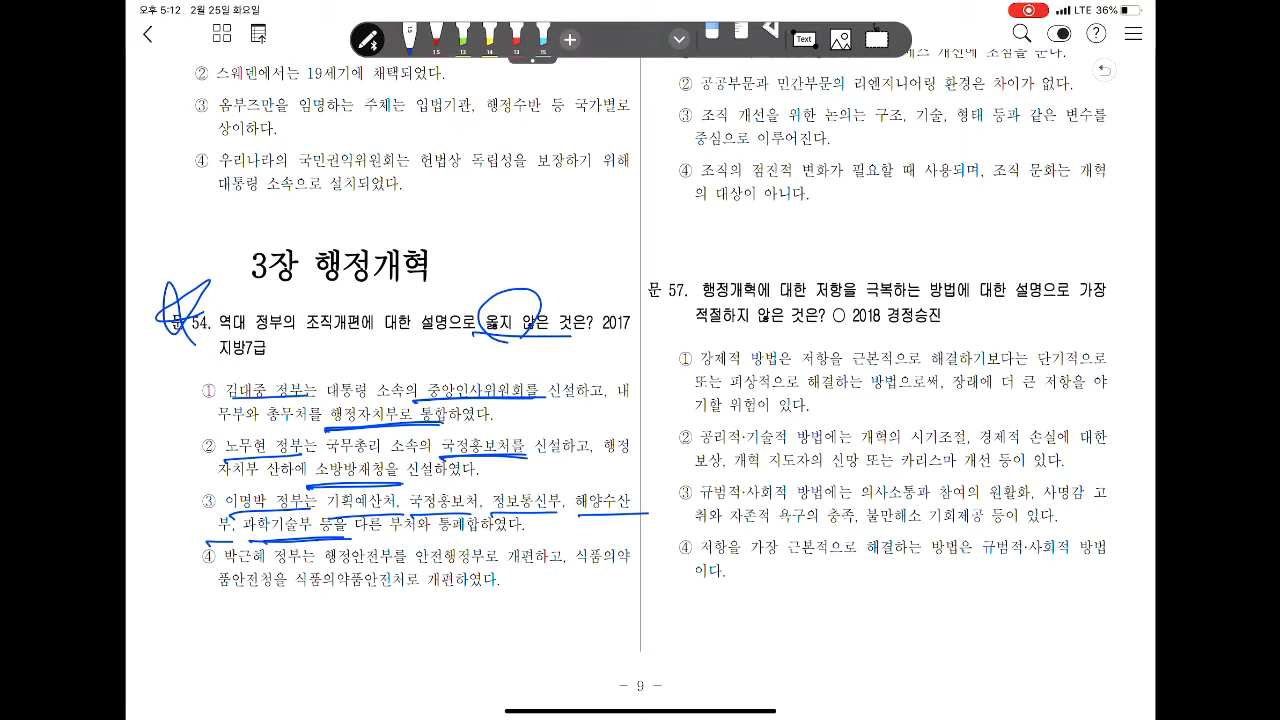 오후 5:12 2월 25일 화요일
LTE 36%
Text
② 스웨덴에서는 19세기에 채택되었다.
③ 옴부즈만을 임명하는 주체는 입법기관, 행정수반 등 국가별로
상이하다.
④ 우리나라의 국민권익위원회는 헌법상 독립성을 보장하기 위해
대통령 소속으로 설치되었다.
3장 행정개혁
문 54. 역대 정부의 조직개편에 대한 설명으로 옳지 않은 것은? 2017
지방7급
① 김대중 정부는 대통령 소속의 중앙인사위원회를 신설하고, 내
무부와 총무처를 행정자치부로 통합하였다.
② 노무현 정부는 국무총리 소속의 국정홍보처를 신설하고, 행정
자치부 산하에 소방방재청을 신설하였다.
③ 이명박 정부는 기획예산처, 국정홍보처, 정보통신부, 해양수산
부, 과학기술부 등을 다른 부처와 통폐합하였다.
④ 박근혜 정부는 행정안전부를 안전행정부로 개편하고, 식품의약
품안전청을 식품의약품안전처로 개편하였다.
개선에 초점을 둔다.
② 공공부문과 민간부문의 리엔지니어링 환경은 차이가 없다.
③ 조직 개선을 위한 논의는 구조, 기술, 형태 등과 같은 변수를
중심으로 이루어진다.
④ 조직의 점진적 변화가 필요할 때 사용되며, 조직 문화는 개혁
의 대상이 아니다.
문 57. 행정개혁에 대한 저항을 극복하는 방법에 대한 설명으로 가장
적절하지 않은 것은? ○ 2018 경정승진
① 강제적 방법은 저항을 근본적으로 해결하기보다는 단기적으로
또는 피상적으로 해결하는 방법으로써, 장래에 더 큰 저항을 야
기할 위험이 있다.
② 공리적·기술적 방법에는 개혁의 시기조절, 경제적 손실에 대한
보상, 개혁 지도자의 신망 또는 카리스마 개선 등이 있다.
③ 규범적·사회적 방법에는 의사소통과 참여의 원활화, 사명감 고
취와 자존적 욕구의 충족, 불만해소 기회제공 등이 있다.
④ 저항을 가장 근본적으로 해결하는 방법은 규범적·사회적 방법
이다.
- 9 -